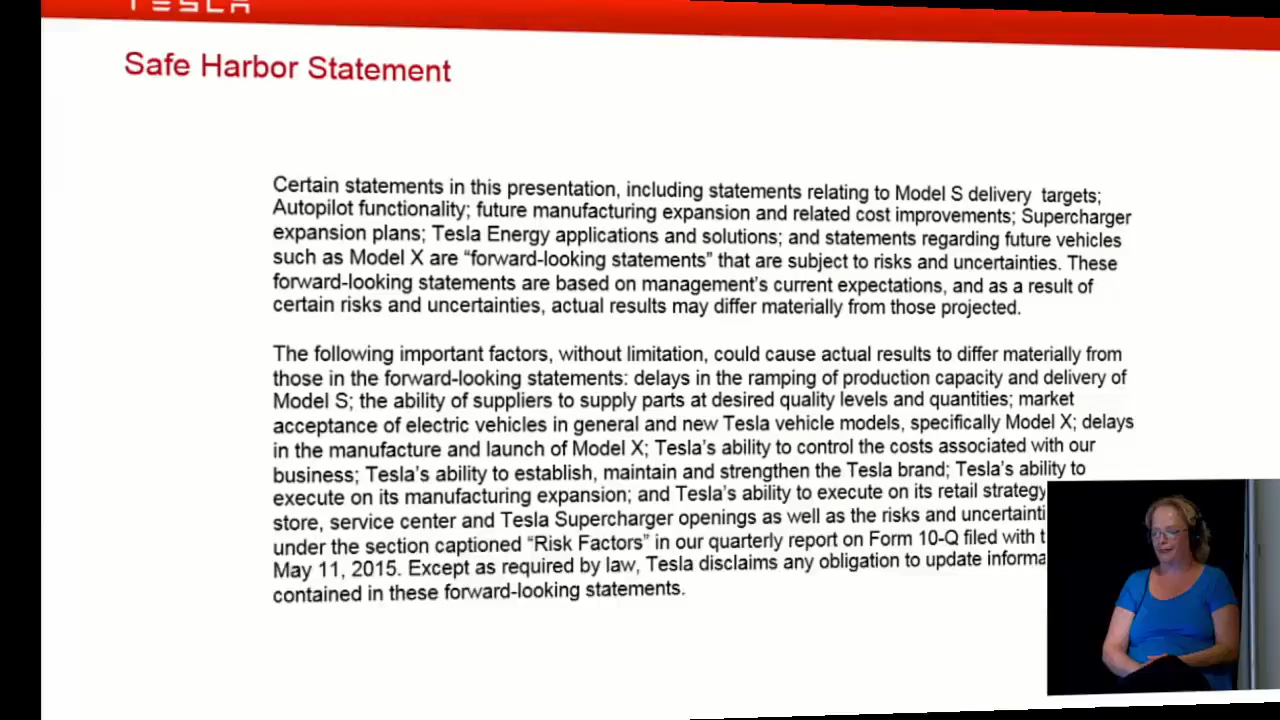 TESLA
Safe Harbor Statement
Certain statements in this presentation, including statements relating to Model S delivery targets;
Autopilot functionality; future manufacturing expansion and related cost improvements; Supercharger
expansion plans; Tesla Energy applications and solutions; and statements regarding future vehicles
such as Model X are “forward-looking statements” that are subject to risks and uncertainties. These
forward-looking statements are based on management’s current expectations, and as a result of
certain risks and uncertainties, actual results may differ materially from those projected.
The following important factors, without limitation, could cause actual results to differ materially from
those in the forward-looking statements: delays in the ramping of production capacity and delivery of
Model S; the ability of suppliers to supply parts at desired quality levels and quantities; market
acceptance of electric vehicles in general and new Tesla vehicle models, specifically Model X; delays
in the manufacture and launch of Model X; Tesla’s ability to control the costs associated with our
business; Tesla’s ability to establish, maintain and strengthen the Tesla brand; Tesla’s ability to
execute on its manufacturing expansion; and Tesla’s ability to execute on its retail strategy
store, service center and Tesla Supercharger openings as well as the risks and
under the section captioned “Risk Factors” in our quarterly report on Form 10-Q filed with
May 11, 2015. Except as required by law, Tesla disclaims any obligation to update
contained in these forward-looking statements.